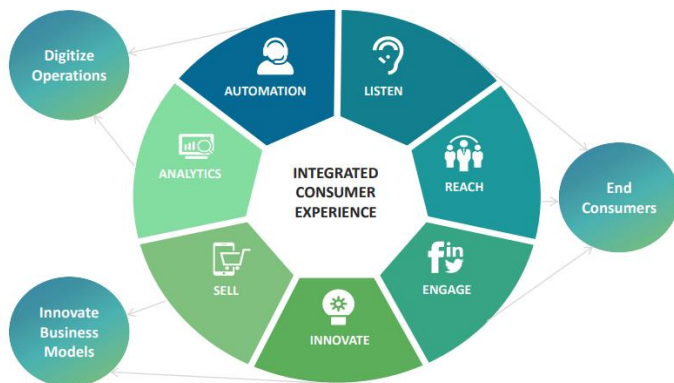 Digitize
Operations
AUTOMATION
LISTEN
ANALYTICS
INTEGRATED
CONSUMER
EXPERIENCE
REACH
End
Consumers
SELL
ENGAGE
INNOVATE
Innovate
Business
Models